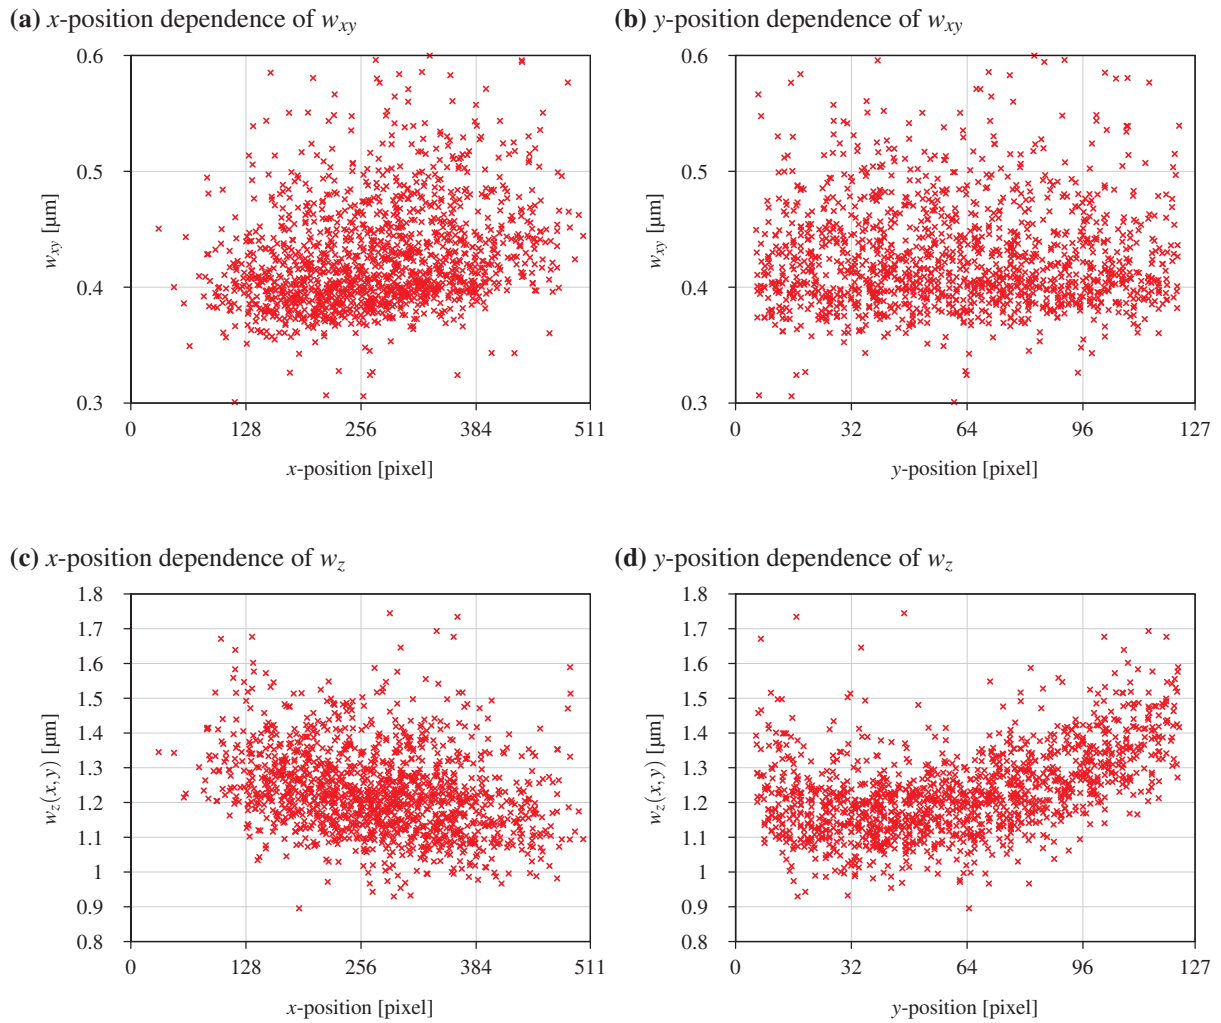 (a) x-position dependence of wxy
0.6
0.5
0.4
0.3
wxy [µm]
0 128 256 384 511
x-position [pixel]
(b) y-position dependence of wxy
0.6
0.5
0.4
0.3
wxy [µm]
0 32 64 96 127
y-position [pixel]
(c) x-position dependence of wz
1.8
1.7
1.6
1.5
1.4
1.3
1.2
1.1
1
0.9
0.8
wz(x, y) [µm]
0 128 256 384 511
x-position [pixel]
(d) y-position dependence of wz
1.8
1.7
1.6
1.5
1.4
1.3
1.2
1.1
1
0.9
0.8
wz(x, y) [µm]
0 32 64 96 127
y-position [pixel]